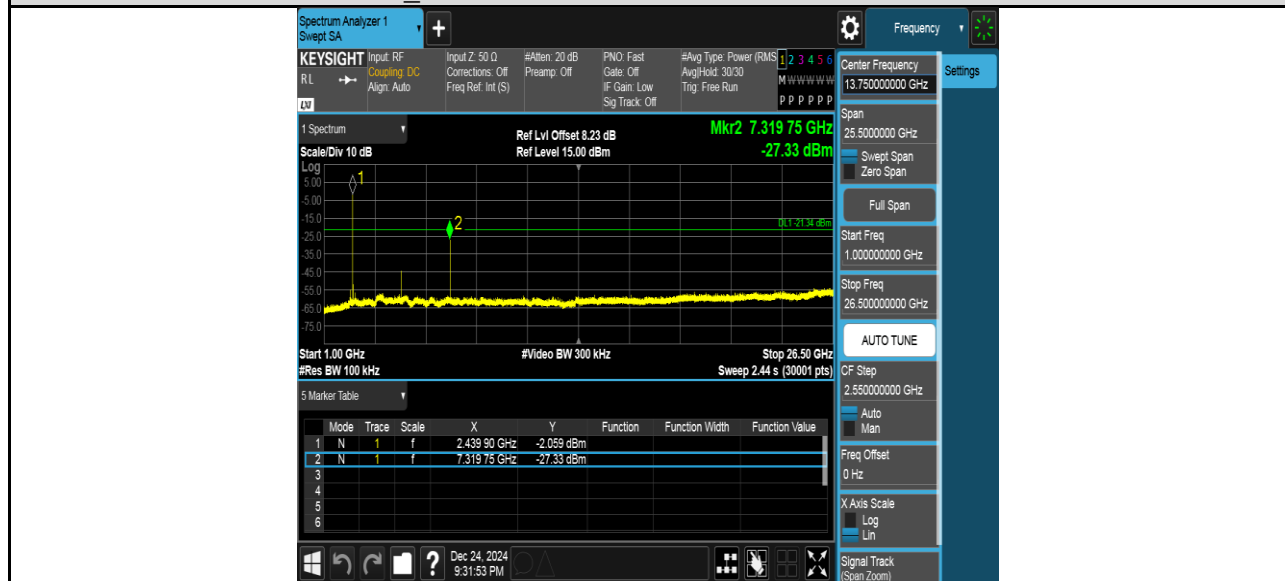 Spectrum Analyzer 1
Swept SA
+
Frequency
KEYSIGHT
RL
LXI
Input: RF
Coupling: DC
Align: Auto
Input Z: 50 Ω
Corrections: Off
Freq Ref: Int (S)
#Atten: 20 dB
Preamp: Off
PNO: Fast
Gate: Off
IF Gain: Low
Sig Track: Off
#Avg Type: Power (RMS
Avg|Hold: 30/30
Trig: Free Run
1 2 3 4 5 6
M W W W W W
P P P P P P
1 Spectrum
Scale/Div 10 dB
Ref Lvl Offset 8.23 dB
Ref Level 15.00 dBm
Mkr2 7.319 75 GHz
-27.33 dBm
Log
5.00
-5.00
-15.0
-25.0
-35.0
-45.0
-55.0
-65.0
-75.0
1
2
DL1 -21.34 dBm
Start 1.00 GHz
#Res BW 100 kHz
#Video BW 300 kHz
Stop 26.50 GHz
Sweep 2.44 s (30001 pts)
5 Marker Table
Mode Trace Scale X Y Function Function Width Function Value
1 N 1 f 2.439 90 GHz -2.059 dBm
2 N 1 f 7.319 75 GHz -27.33 dBm
3
4
5
6
?
Dec 24, 2024
9:31:53 PM
Center Frequency
13.750000000 GHz
Settings
Span
25.5000000 GHz
Swept Span
Zero Span
Full Span
Start Freq
1.000000000 GHz
Stop Freq
26.500000000 GHz
AUTO TUNE
CF Step
2.550000000 GHz
Auto
Man
Freq Offset
0 Hz
X Axis Scale
Log
Lin
Signal Track
(Span Zoom)